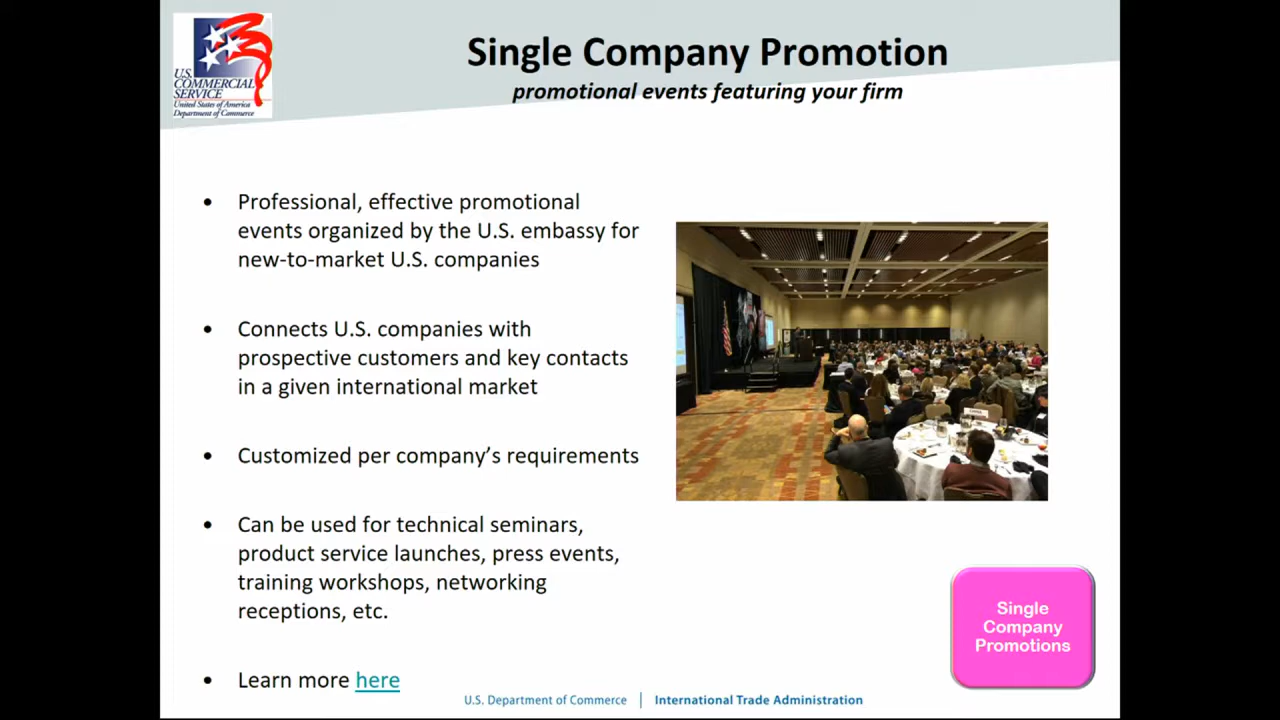 U.S.
COMMERCIAL
SERVICE
United States of America
Department of Commerce
Single Company Promotion
promotional events featuring your firm
• Professional, effective promotional
events organized by the U.S. embassy for
new-to-market U.S. companies
• Connects U.S. companies with
prospective customers and key contacts
in a given international market
• Customized per company’s requirements
• Can be used for technical seminars,
product service launches, press events,
training workshops, networking
receptions, etc.
• Learn more here
Single
Company
Promotions
U.S. Department of Commerce | International Trade Administration